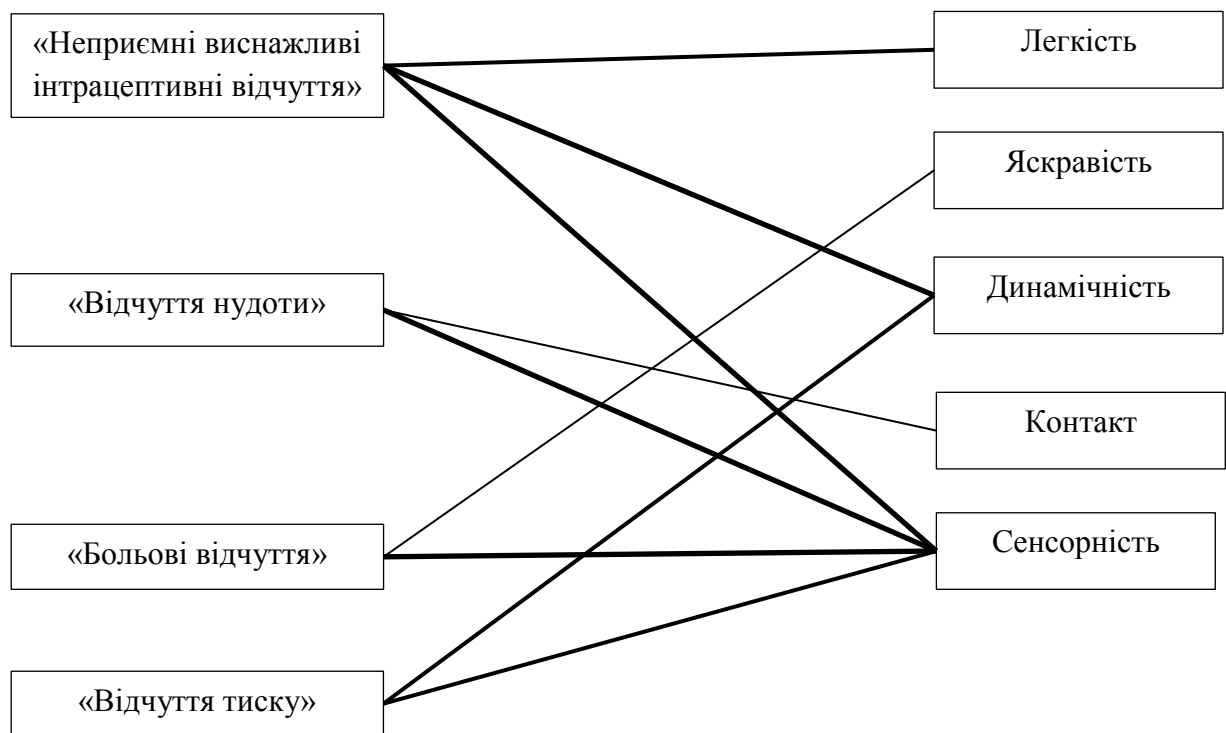 «Неприємні виснажливі
інтрацептивні відчуття»
«Відчуття нудоти»
«Больові відчуття»
«Відчуття тиску»
Легкість
Яскравість
Динамічність
Контакт
Сенсорність